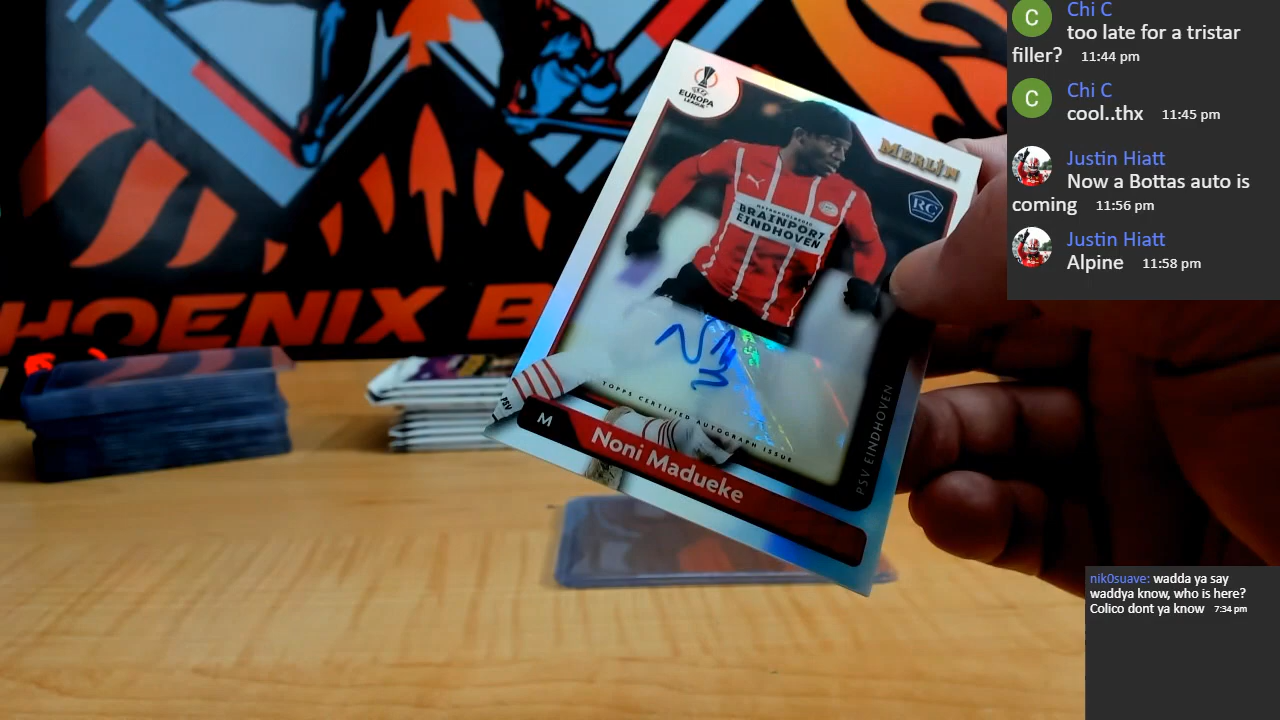 Chi C
too late for a tristar
filler? 11:44 pm
C
Chi C
cool..thx 11:45 pm
C
Justin Hiatt
Now a Bottas auto is
coming 11:56 pm
Justin Hiatt
Alpine 11:58 pm
EUROPA
LEAGUE
MERLIN
RC
BRAINPORT
EINDHOVEN
HOENIX B
PSV
TOPPS CERTIFIED AUTOGRAPH ISSUE
PSV EINDHOVEN
M
Noni Madueke
nik0suave: wadda ya say
waddya know, who is here?
Colico dont ya know 7:34 pm